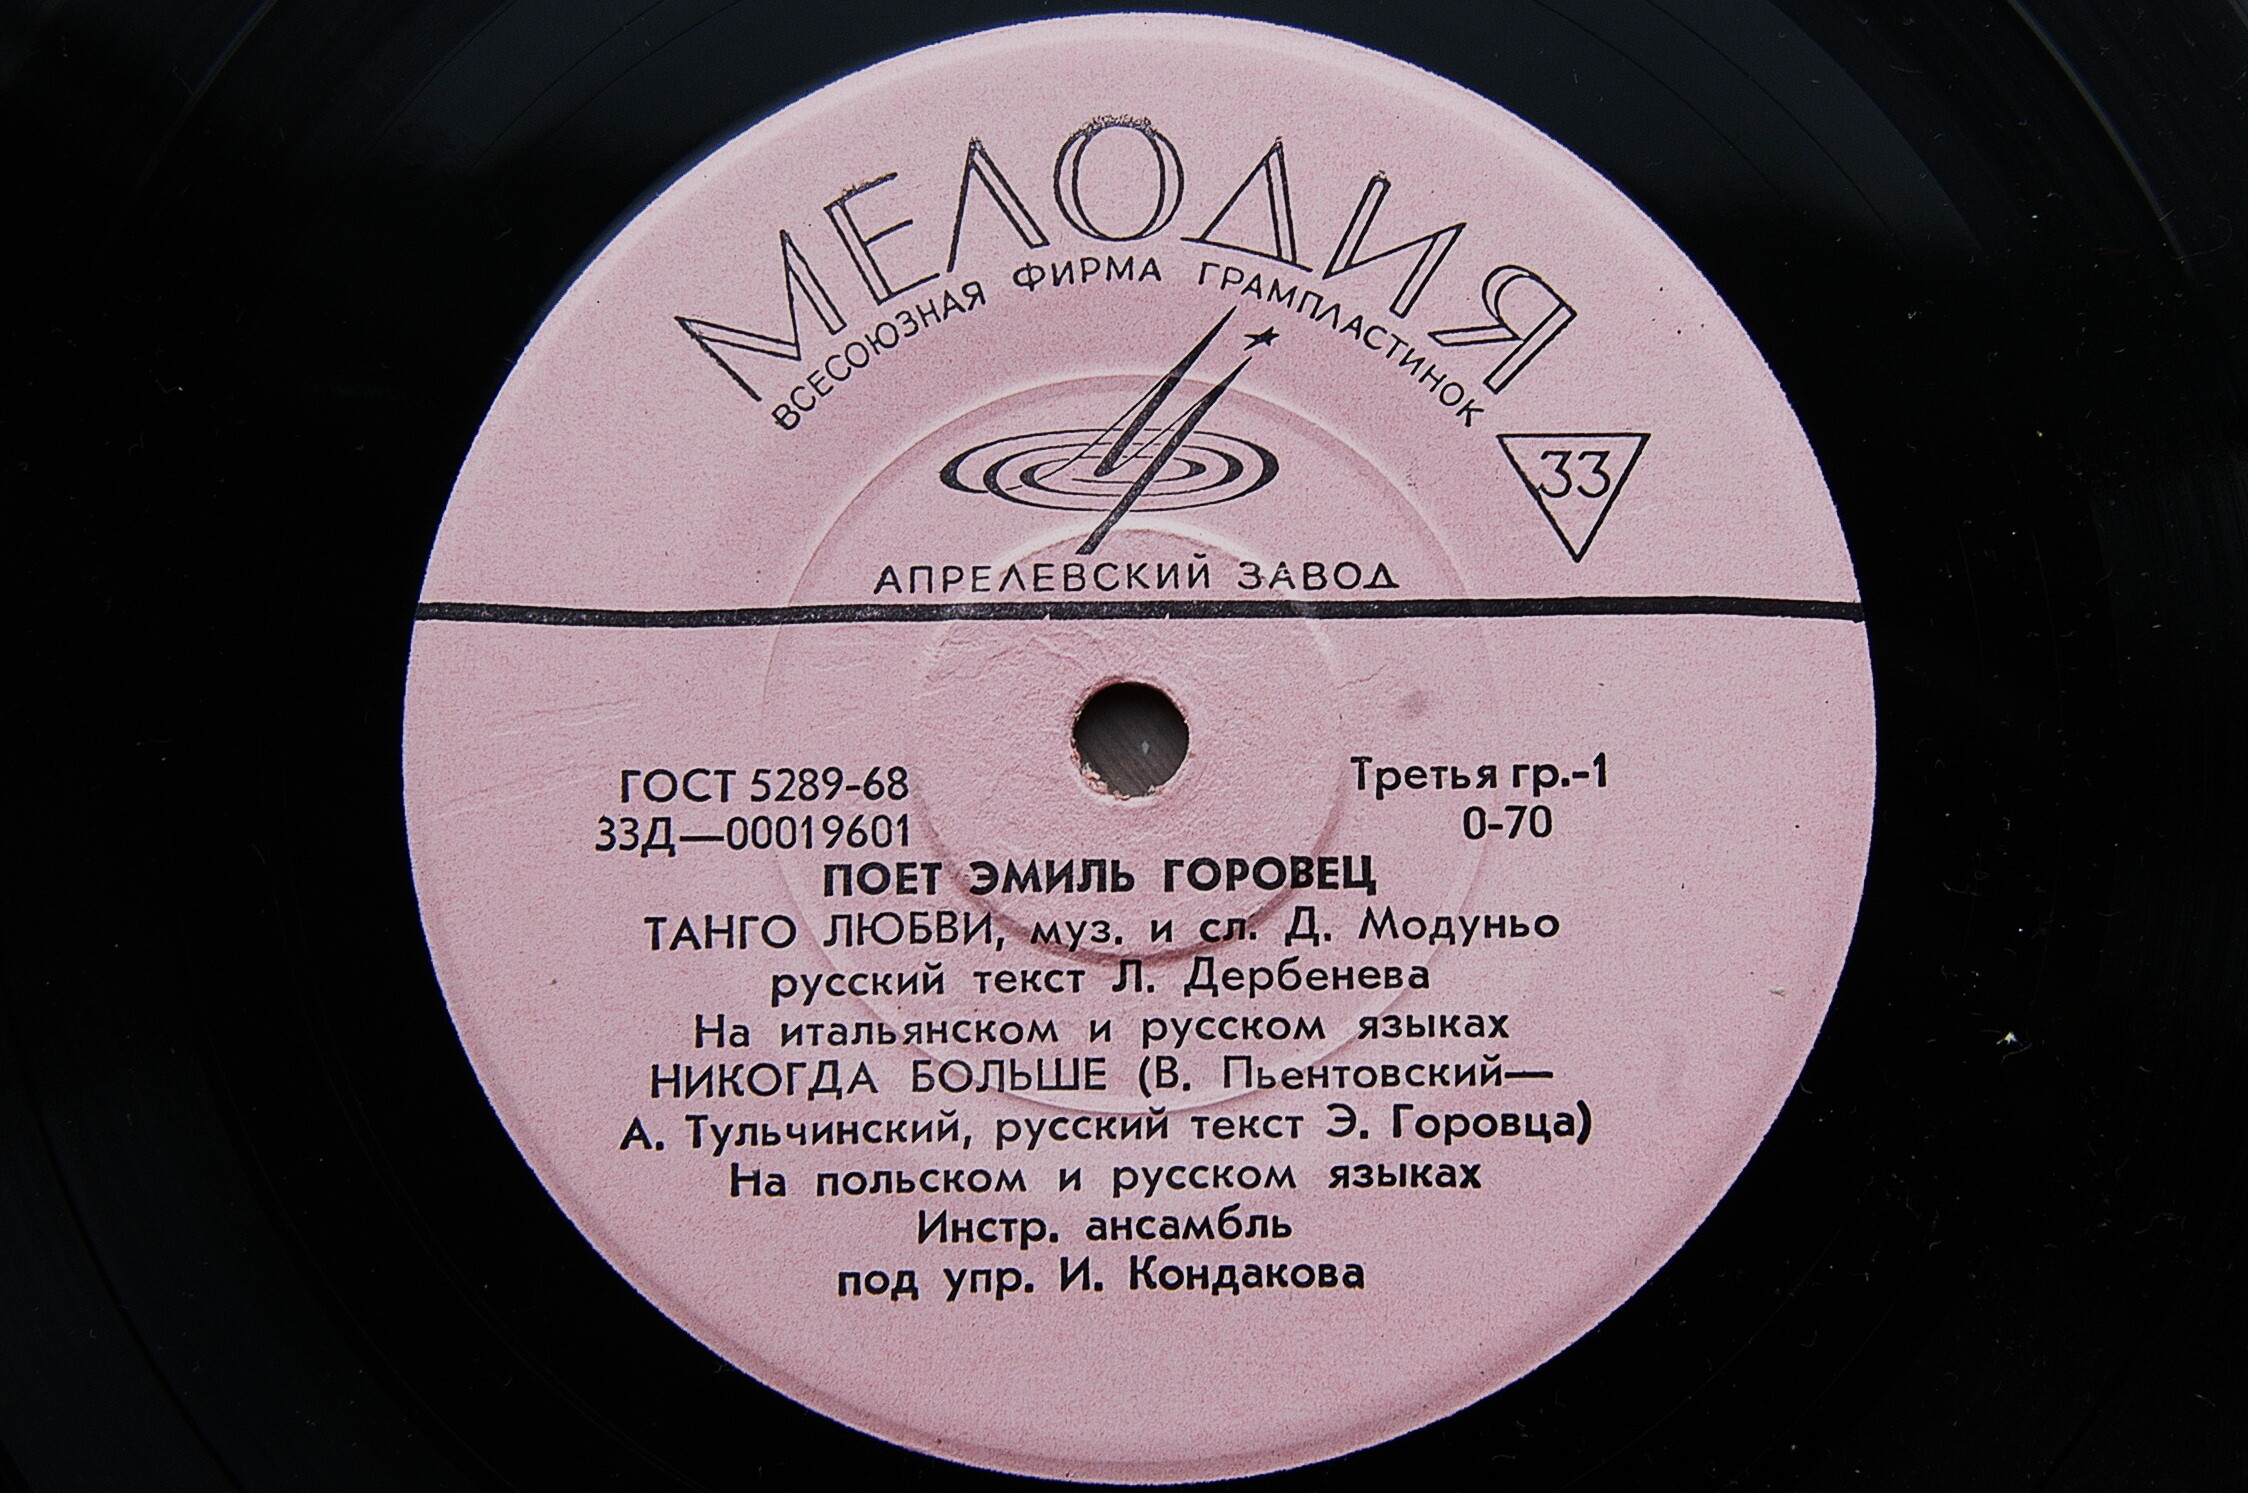 МЕЛОДИЯ
ВСЕСОЮЗНАЯ ФИРМА ГРАМПЛАСТИНОК
33
АПРЕЛЕВСКИЙ ЗАВОД
ГОСТ 5289-68
Третья гр.-1
33Д—00019601
0-70
ПОЕТ ЭМИЛЬ ГОРОВЕЦ
ТАНГО ЛЮБВИ, муз. и сл. Д. Модуньо
русский текст Л. Дербенева
На итальянском и русском языках
НИКОГДА БОЛЬШЕ (В. Пьентовский—
А. Тульчинский, русский текст Э. Горовца)
На польском и русском языках
Инстр. ансамбль
под упр. И. Кондакова